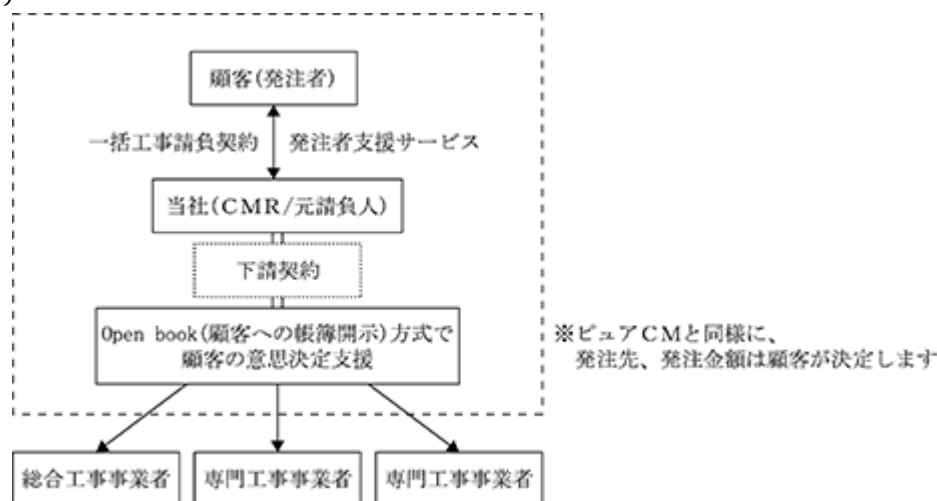 顧客(発注者)
一括工事請負契約 発注者支援サービス
当社(CMR/元請負人)
下請契約
Open book(顧客への帳簿開示)方式で
顧客の意思決定支援
※ピュアCMと同様に、
発注先、発注金額は顧客が決定します
総合工事事業者 専門工事事業者 専門工事事業者